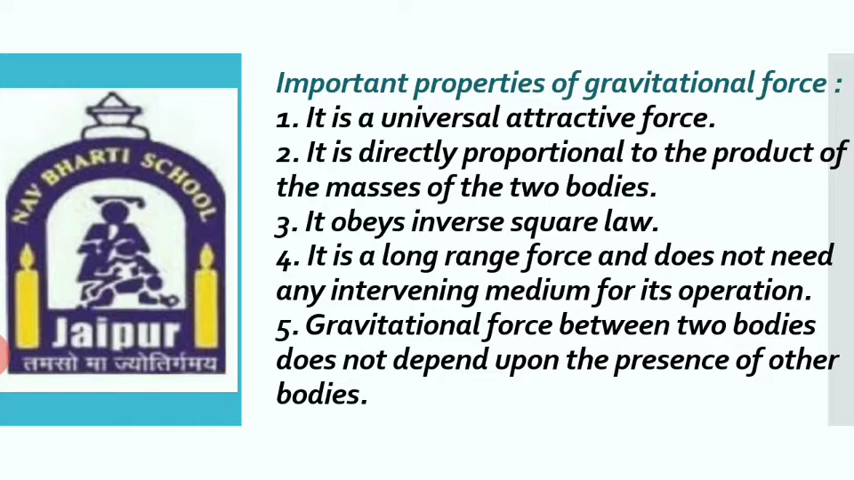 NAV BHARTI SCHOOL
Jaipur
तमसो मा ज्योतिर्गमय
Important properties of gravitational force :
1. It is a universal attractive force.
2. It is directly proportional to the product of
the masses of the two bodies.
3. It obeys inverse square law.
4. It is a long range force and does not need
any intervening medium for its operation.
5. Gravitational force between two bodies
does not depend upon the presence of other
bodies.